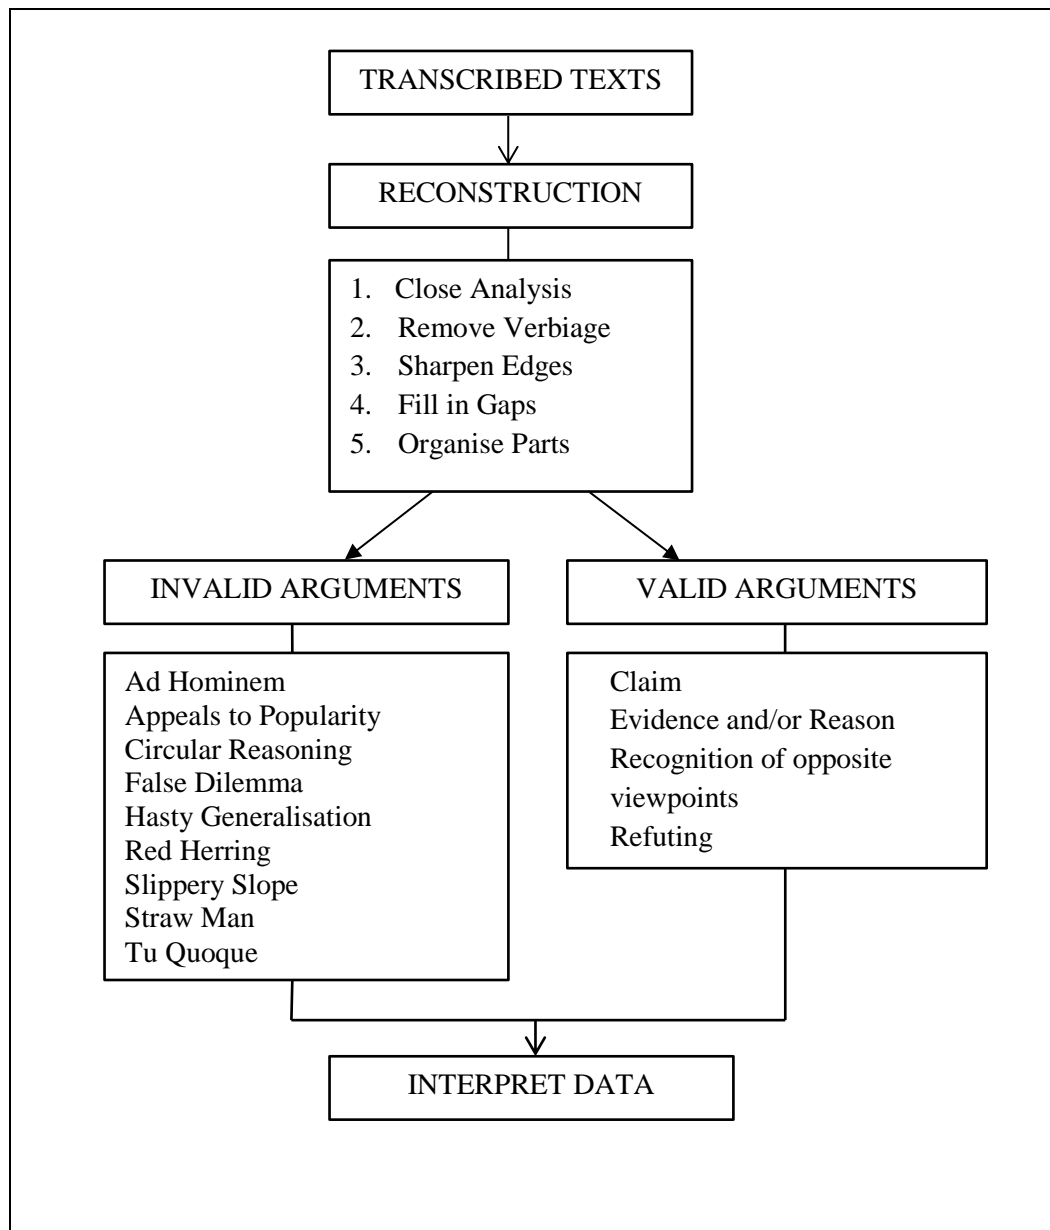 TRANSCRIBED TEXTS
RECONSTRUCTION
1. Close Analysis
2. Remove Verbiage
3. Sharpen Edges
4. Fill in Gaps
5. Organise Parts
INVALID ARGUMENTS
Ad Hominem
Appeals to Popularity
Circular Reasoning
False Dilemma
Hasty Generalisation
Red Herring
Slippery Slope
Straw Man
Tu Quoque
VALID ARGUMENTS
Claim
Evidence and/or Reason
Recognition of opposite
viewpoints
Refuting
INTERPRET DATA